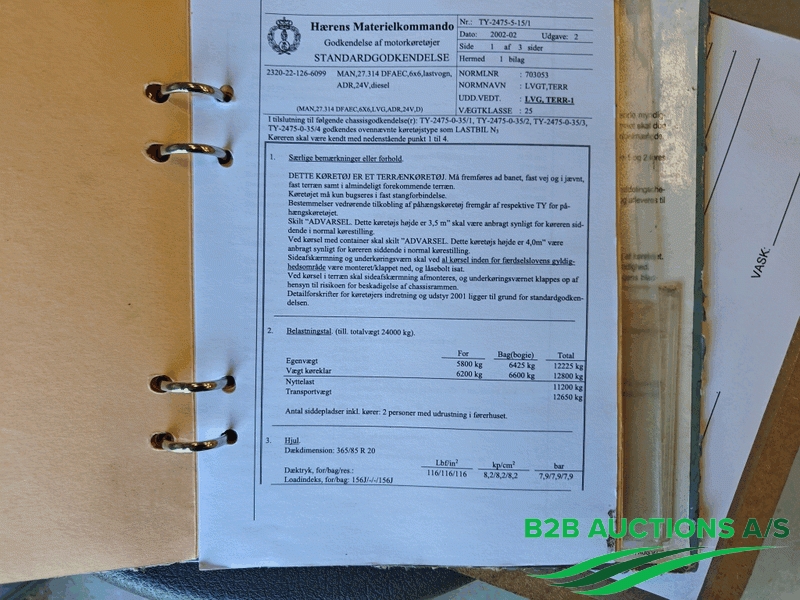 Hærens Materielkommando
Godkendelse af motorkøretøjer
STANDARDGODKENDELSE
Nr.: TY-2475-5-15/1
Dato: 2002-02 Udgave: 2
Side 1 af 3 sider
Hermed 1 bilag
2320-22-126-6099 MAN,27.314 DFAEC,6x6,lastvogn,
ADR,24V,diesel
(MAN,27.314 DFAEC,6X6,LVG,ADR,24V,D)
NORMLNR : 703053
NORMNAVN : LVGT,TERR
UDD.VEDT. : LVG, TERR-1
VÆGTKLASSE : 25
I tilslutning til følgende chassisgodkendelse(r): TY-2475-0-35/1, TY-2475-0-35/2, TY-2475-0-35/3,
TY-2475-0-35/4 godkendes ovennævnte køretøjstype som LASTBIL N3
Køreren skal være kendt med nedenstående punkt 1 til 4.
1. Særlige bemærkninger eller forhold.
DETTE KØRETØJ ER ET TERRÆNKØRETØJ. Må fremføres ad banet, fast vej og i jævnt,
fast terræn samt i almindeligt forekommende terræn.
Køretøjet må kun bugseres i fast stangforbindelse.
Bestemmelser vedrørende tilkobling af påhængskøretøj fremgår af respective TY for på-
hængskøretøjet.
Skilt "ADVARSEL. Dette køretøjs højde er 3,5 m" skal være anbragt synligt for køreren sid-
dende i normal kørestilling.
Ved kørsel med container skal skilt "ADVARSEL. Dette køretøjs højde er 4,0m" være
anbragt synligt for køreren siddende i normal kørestilling.
Sideafskærmning og underkøringsværn skal ved al kørsel inden for færdselslovens gyldig-
hedsområde være monteret/klappet ned, og låsebolt isat.
Ved kørsel i terræn skal sideafskærmning afmonteres, og underkøringsværnet klappes op af
hensyn til risikoen for beskadigelse af chassisrammen.
Detailforskrifter for køretøjers indretning og udstyr 2001 ligger til grund for standardgodken-
delsen.
2. Belastningstal. (till. totalvægt 24000 kg).
For Bag(bogie) Total
Egenvægt 5800 kg 6425 kg 12225 kg
Vægt køreklar 6200 kg 6600 kg 12800 kg
Nyttelast 11200 kg
Transportvægt 12650 kg
Antal siddepladser inkl. kører: 2 personer med udrustning i førerhuset.
3. Hjul.
Dækdimension: 365/85 R 20
Lbf/in² kp/cm² bar
Dæktryk, for/bag/res.: 116/116/116 8,2/8,2/8,2 7,9/7,9/7,9
Loadindeks, for/bag: 156J/-/-/156J
VASK:
B2B AUCTIONS A/S